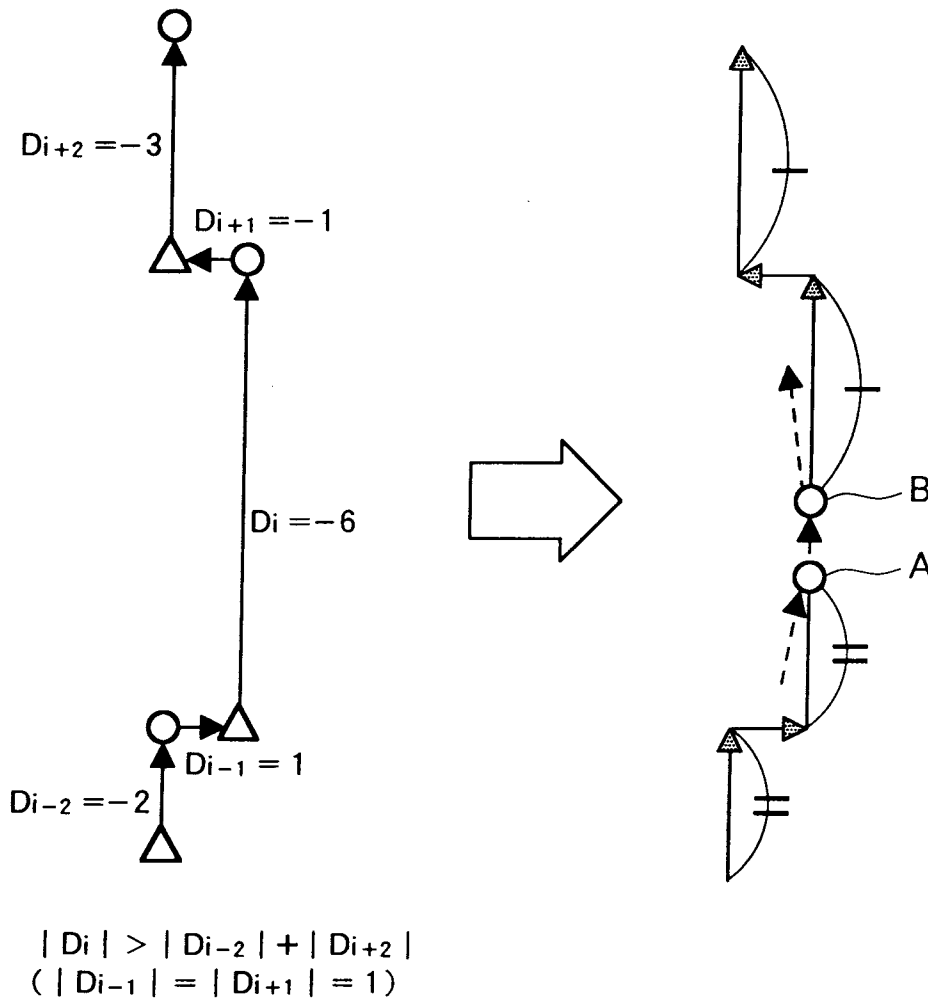 Di+2 =−3
Di+1 =−1
Di =−6
B
A
Di−1 = 1
Di−2 =−2
| Di | > | Di−2 | + | Di+2 |
( | Di−1 | = | Di+1 | = 1 )